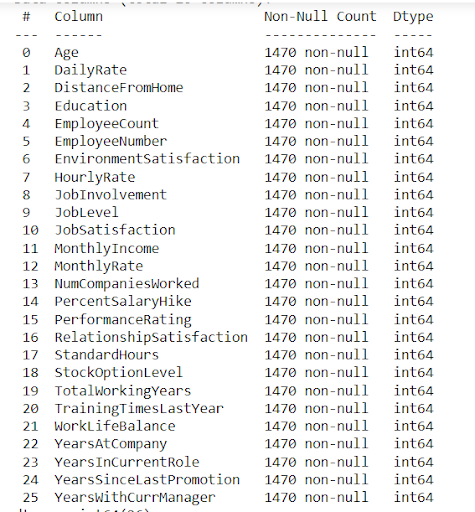 # Column Non-Null Count Dtype
--- ------ -------------- -----
0 Age 1470 non-null int64
1 DailyRate 1470 non-null int64
2 DistanceFromHome 1470 non-null int64
3 Education 1470 non-null int64
4 EmployeeCount 1470 non-null int64
5 EmployeeNumber 1470 non-null int64
6 EnvironmentSatisfaction 1470 non-null int64
7 HourlyRate 1470 non-null int64
8 JobInvolvement 1470 non-null int64
9 JobLevel 1470 non-null int64
10 JobSatisfaction 1470 non-null int64
11 MonthlyIncome 1470 non-null int64
12 MonthlyRate 1470 non-null int64
13 NumCompaniesWorked 1470 non-null int64
14 PercentSalaryHike 1470 non-null int64
15 PerformanceRating 1470 non-null int64
16 RelationshipSatisfaction 1470 non-null int64
17 StandardHours 1470 non-null int64
18 StockOptionLevel 1470 non-null int64
19 TotalWorkingYears 1470 non-null int64
20 TrainingTimesLastYear 1470 non-null int64
21 WorkLifeBalance 1470 non-null int64
22 YearsAtCompany 1470 non-null int64
23 YearsInCurrentRole 1470 non-null int64
24 YearsSinceLastPromotion 1470 non-null int64
25 YearsWithCurrManager 1470 non-null int64